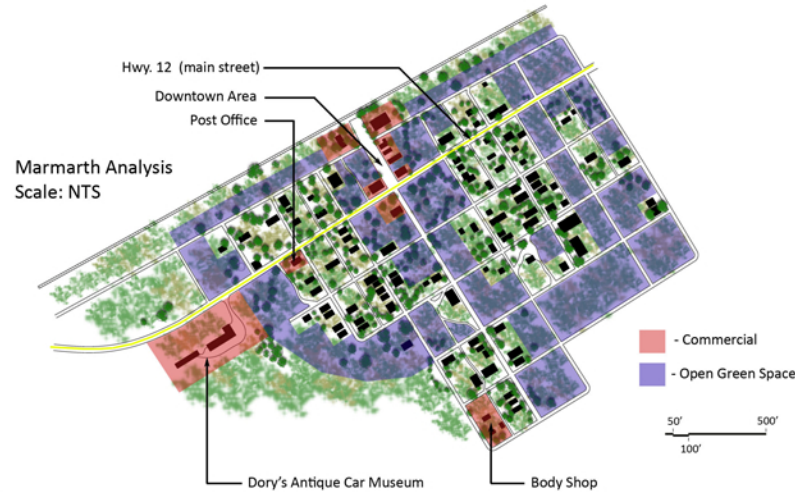 Hwy. 12  (main street)
Downtown Area
Post Office
Marmarth Analysis
Scale: NTS
- Commercial
- Open Green Space
50'
500'
100'
Dory's Antique Car Museum
Body Shop